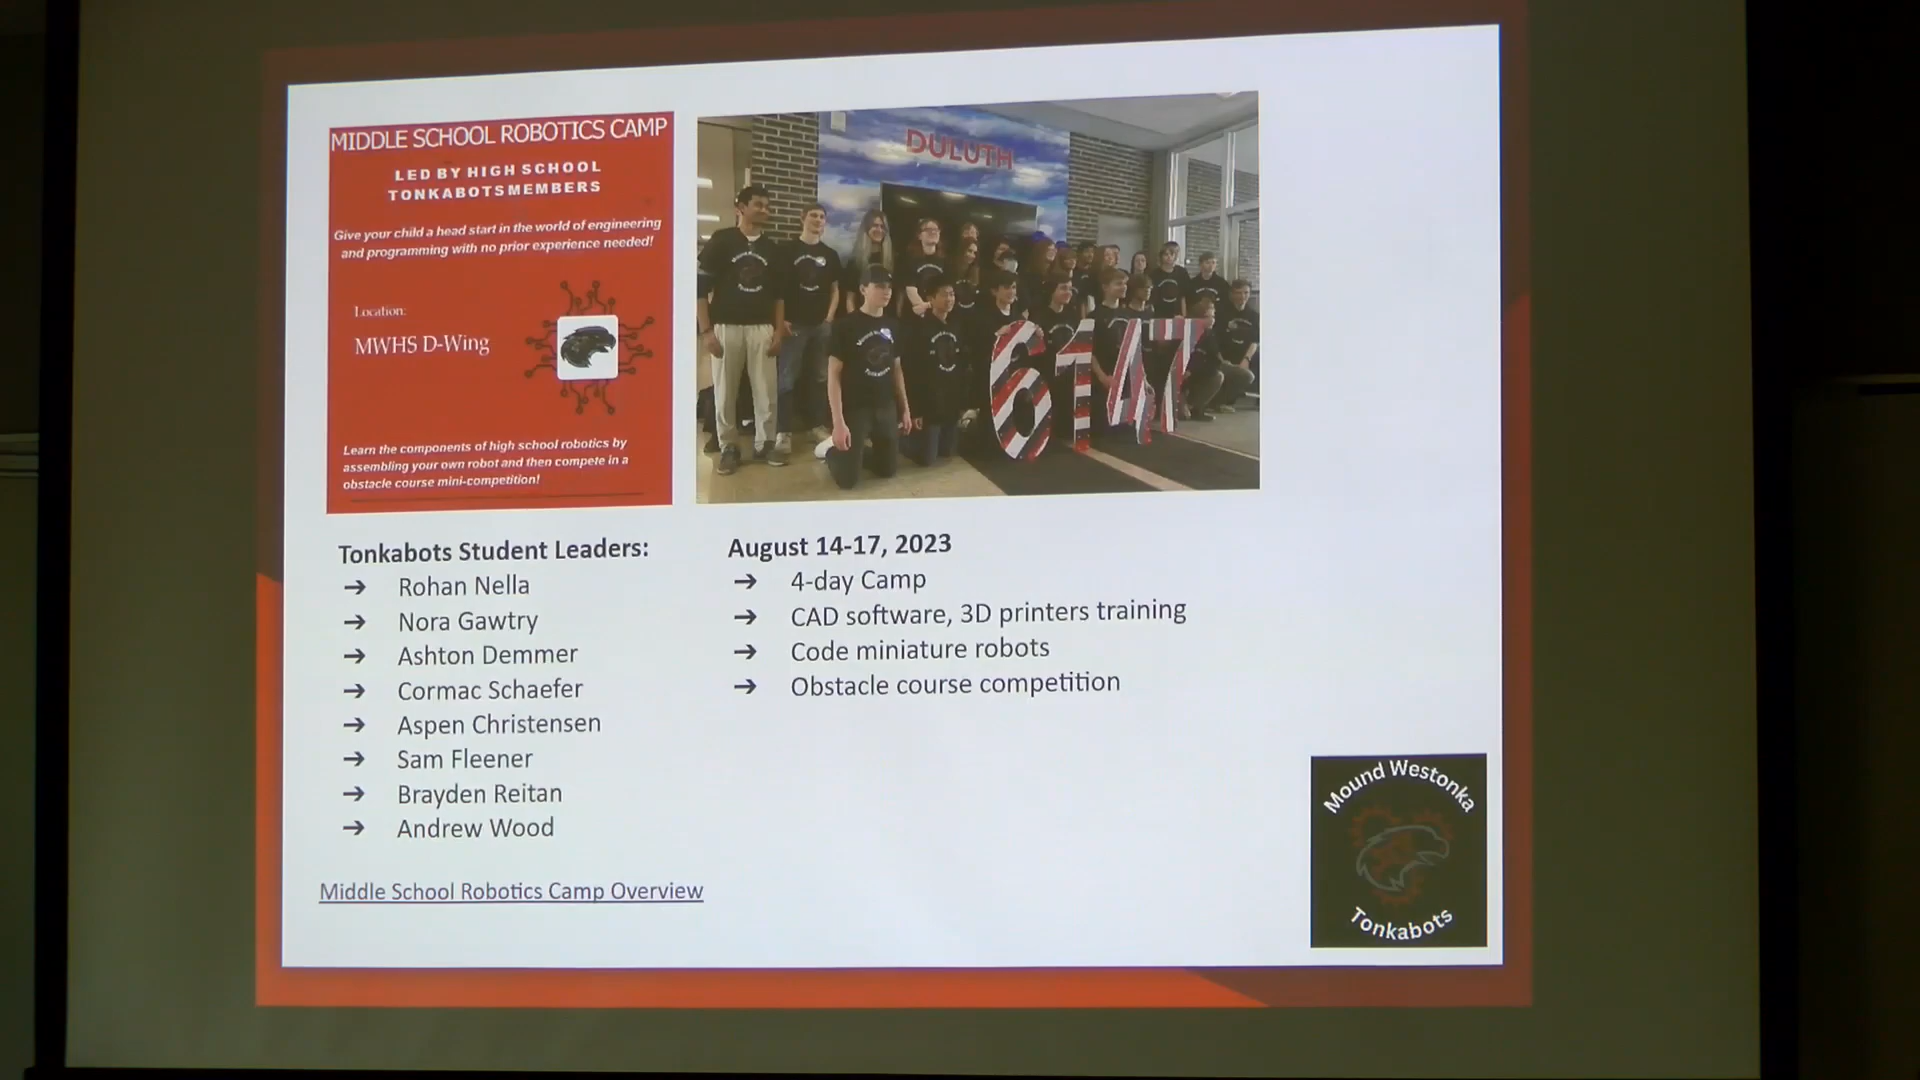 MIDDLE SCHOOL ROBOTICS CAMP
LED BY HIGH SCHOOL
TONKABOTSMEMBERS
Give your child a head start in the world of engineering
and programming with no prior experience needed!
Location:
MWHS D-Wing
Learn the components of high school robotics by
assembling your own robot and then compete in a
obstacle course mini-competition!
DULUTH
6147
Tonkabots Student Leaders:
➔ Rohan Nella
➔ Nora Gawtry
➔ Ashton Demmer
➔ Cormac Schaefer
➔ Aspen Christensen
➔ Sam Fleener
➔ Brayden Reitan
➔ Andrew Wood
Middle School Robotics Camp Overview
August 14-17, 2023
➔ 4-day Camp
➔ CAD software, 3D printers training
➔ Code miniature robots
➔ Obstacle course competition
Mound Westonka
Tonkabots